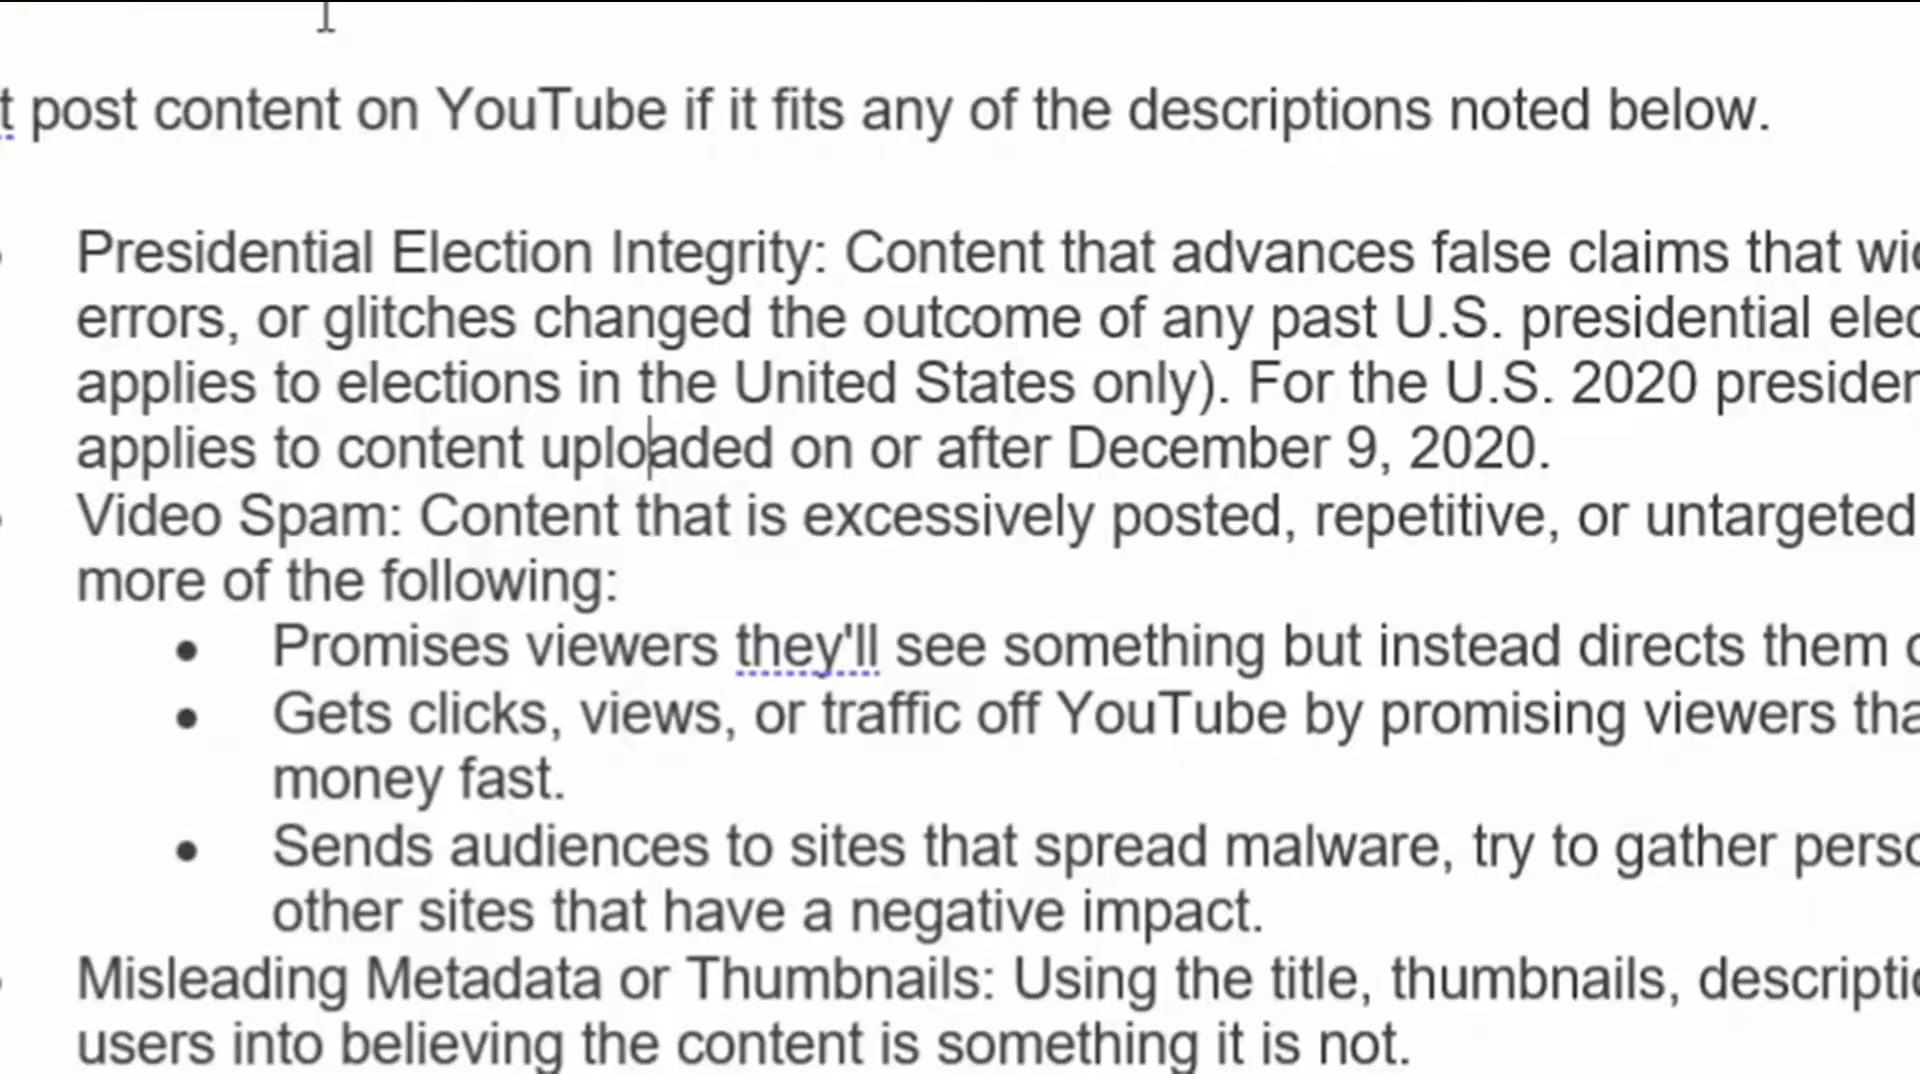 t post content on YouTube if it fits any of the descriptions noted below.
Presidential Election Integrity: Content that advances false claims that
errors, or glitches changed the outcome of any past U.S. presidential
applies to elections in the United States only). For the U.S. 2020
applies to content uploaded on or after December 9, 2020.
Video Spam: Content that is excessively posted, repetitive, or untargeted
more of the following:
• Promises viewers they'll see something but instead directs them
• Gets clicks, views, or traffic off YouTube by promising viewers
money fast.
• Sends audiences to sites that spread malware, try to gather
other sites that have a negative impact.
Misleading Metadata or Thumbnails: Using the title, thumbnails,
users into believing the content is something it is not.